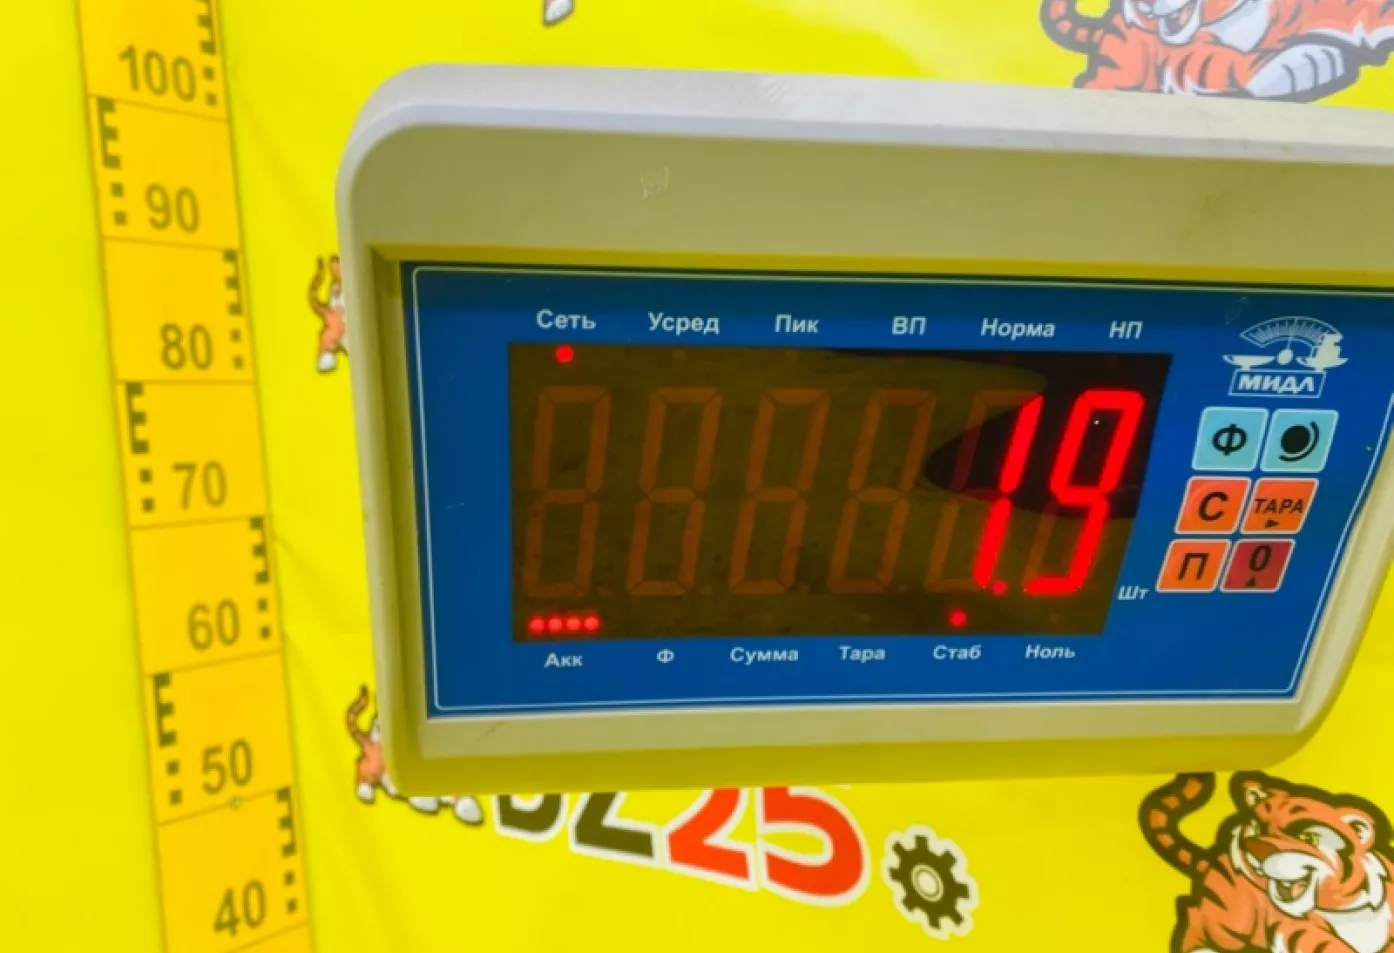 100
90
80
70
60
50
40
Сеть Усред Пик ВП Норма НП
МИДЛ
1.9
Ф
С ТАРА
П 0
Шт
Акк Ф Сумма Тара Стаб Ноль
25